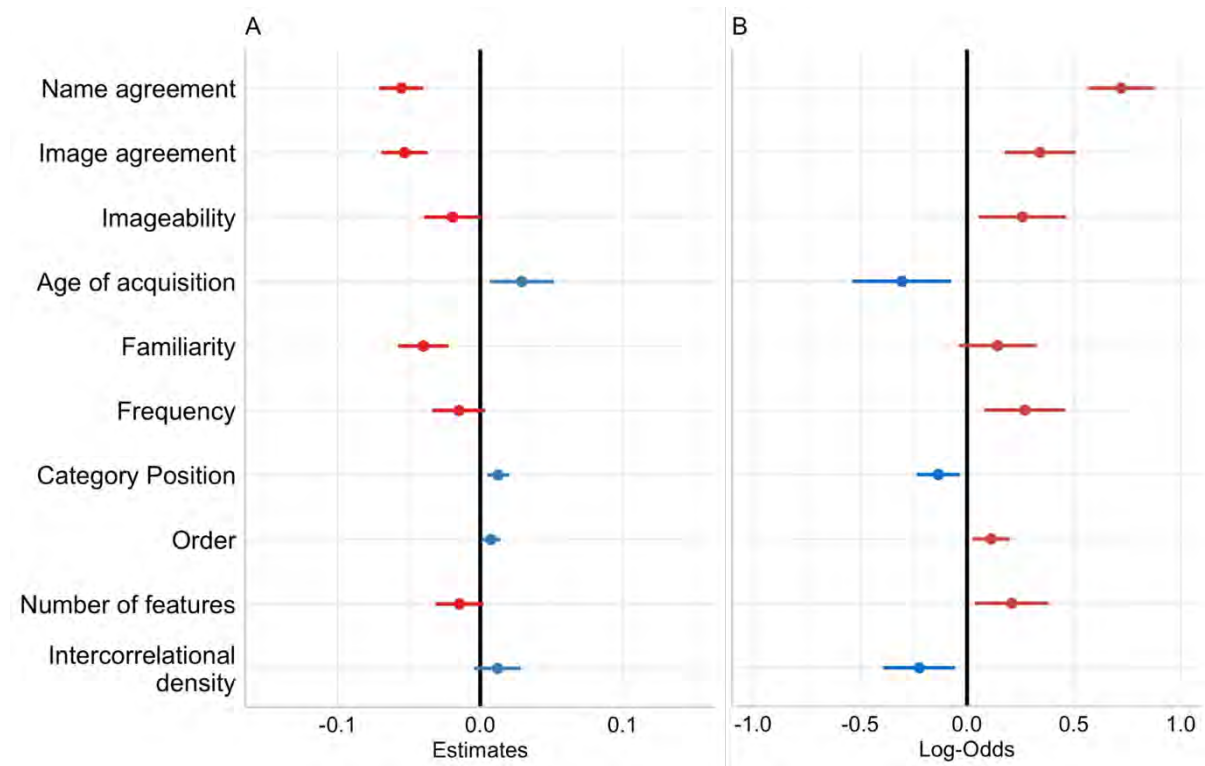 A
B
Name agreement
Image agreement
Imageability
Age of acquisition
Familiarity
Frequency
Category Position
Order
Number of features
Intercorrelational
density
-0.1 0.0 0.1
Estimates
-1.0 -0.5 0.0 0.5 1.0
Log-Odds